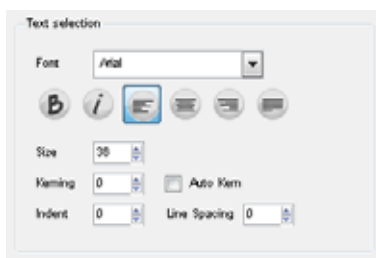 Text selection
Font Arial
B i
Size 36
Kerning 0 Auto Kern
Indent 0 Line Spacing 0